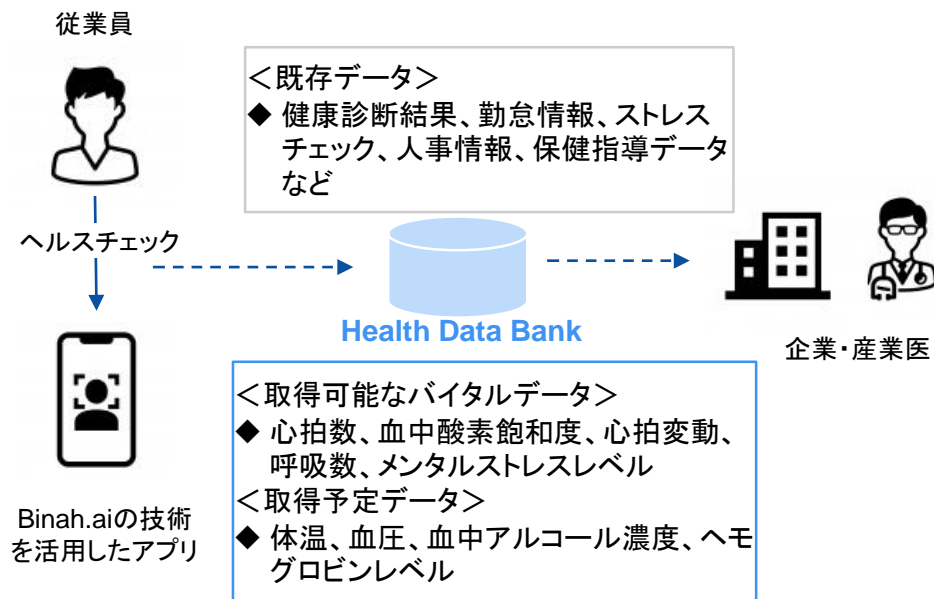 従業員
＜既存データ＞
◆ 健康診断結果、勤怠情報、ストレス
チェック、人事情報、保健指導データ
など
ヘルスチェック
Health Data Bank
企業・産業医
＜取得可能なバイタルデータ＞
◆ 心拍数、血中酸素飽和度、心拍変動、
呼吸数、メンタルストレスレベル
＜取得予定データ＞
◆ 体温、血圧、血中アルコール濃度、ヘモ
グロビンレベル
Binah.aiの技術
を活用したアプリ